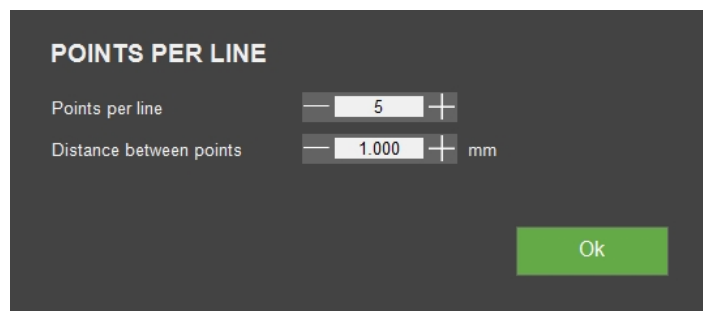 POINTS PER LINE
Points per line 5
Distance between points 1.000 mm
Ok